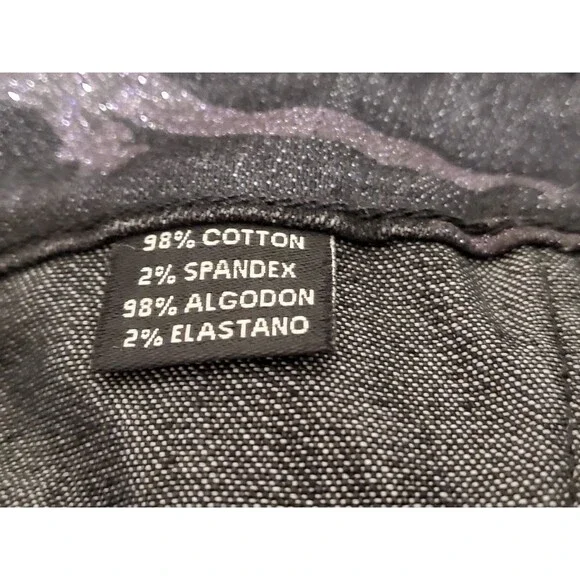 98% COTTON
2% SPANDEX
98% ALGODON
2% ELASTANO